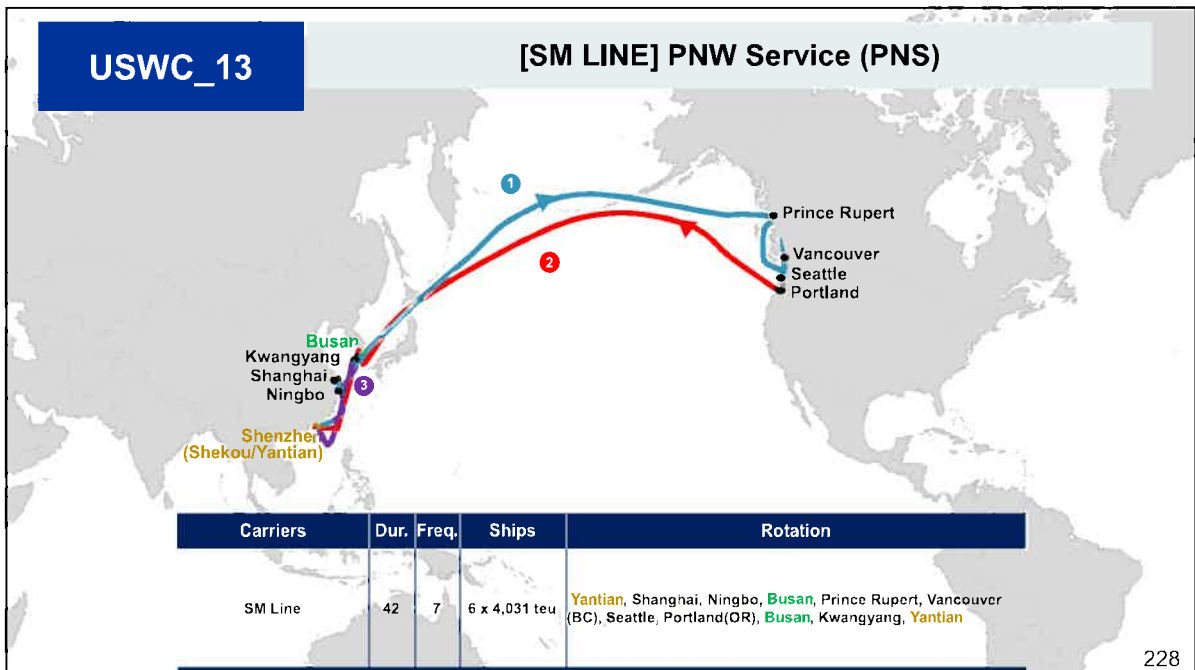 USWC_13
[SM LINE] PNW Service (PNS)
1
Prince Rupert
Vancouver
2
Seattle
Portland
Busan
Kwangyang
Shanghai
3
Ningbo
Shenzhen
(Shekou/Yantian)
Carriers Dur. Freq. Ships Rotation
SM Line 42 7 6 x 4,031 teu Yantian, Shanghai, Ningbo, Busan, Prince Rupert, Vancouver
(BC), Seattle, Portland(OR), Busan, Kwangyang, Yantian
228